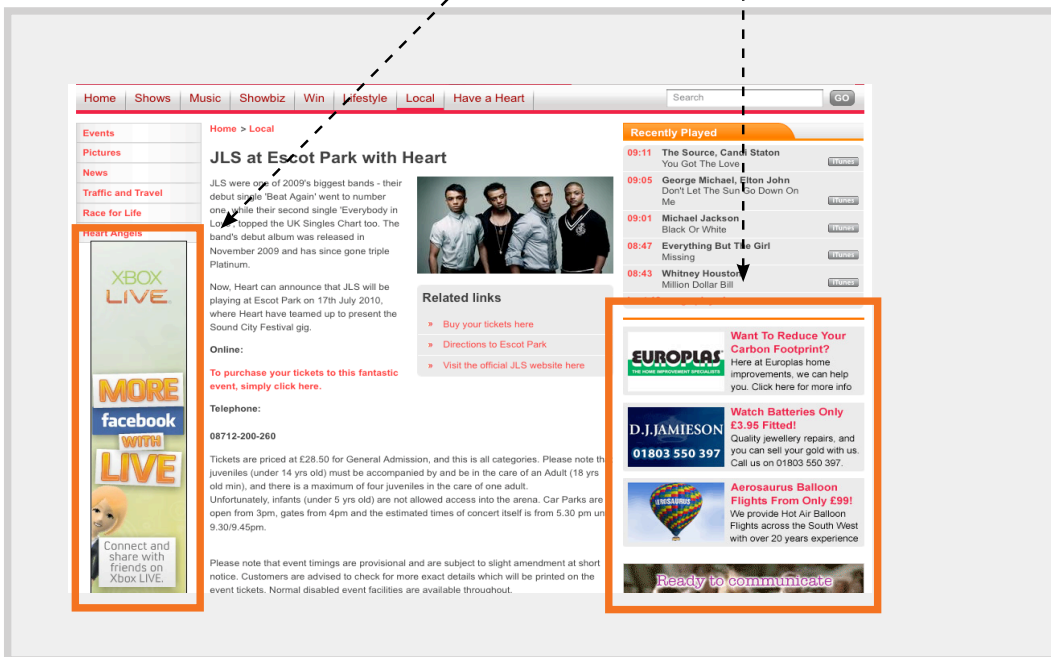 Home Shows Music Showbiz Win Lifestyle Local Have a Heart Search GO
Events
Pictures
News
Traffic and Travel
Race for Life
Heart Angels
XBOX
LIVE
MORE
facebook
WITH
LIVE
Connect and
share with
friends on
Xbox LIVE.
Home > Local
JLS at Escot Park with Heart
JLS were one of 2009's biggest bands - their
debut single 'Beat Again' went to number
one, while their second single 'Everybody in
Love', topped the UK Singles Chart too. The
band's debut album was released in
November 2009 and has since gone triple
Platinum.
Now, Heart can announce that JLS will be
playing at Escot Park on 17th July 2010,
where Heart have teamed up to present the
Sound City Festival gig.
Online:
To purchase your tickets to this fantastic
event, simply click here.
Telephone:
08712-200-260
Tickets are priced at £28.50 for General Admission, and this is all categories. Please note th
juveniles (under 14 yrs old) must be accompanied by and be in the care of an Adult (18 yrs
old min), and there is a maximum of four juveniles in the care of one adult.
Unfortunately, infants (under 5 yrs old) are not allowed access into the arena. Car Parks are
open from 3pm, gates from 4pm and the estimated times of concert itself is from 5.30 pm un
9.30/9.45pm.
Please note that event timings are provisional and are subject to slight amendment at short
notice. Customers are advised to check for more exact details which will be printed on the
event tickets. Normal disabled event facilities are available throughout.
Related links
» Buy your tickets here
» Directions to Escot Park
» Visit the official JLS website here
Recently Played
09:11 The Source, Candi Staton
You Got The Love iTunes
09:05 George Michael, Elton John
Don't Let The Sun Go Down On
Me iTunes
09:01 Michael Jackson
Black Or White iTunes
08:47 Everything But The Girl
Missing iTunes
08:43 Whitney Houston
Million Dollar Bill iTunes
EUROPLAS
THE HOME IMPROVEMENT SPECIALISTS
Want To Reduce Your
Carbon Footprint?
Here at Europlas home
improvements, we can help
you. Click here for more info
D.J.JAMIESON
01803 550 397
Watch Batteries Only
£3.95 Fitted!
Quality jewellery repairs, and
you can sell your gold with us.
Call us on 01803 550 397.
AEROSAURUS
Aerosaurus Balloon
Flights From Only £99!
We provide Hot Air Balloon
Flights across the South West
with over 20 years experience
Ready to communicate